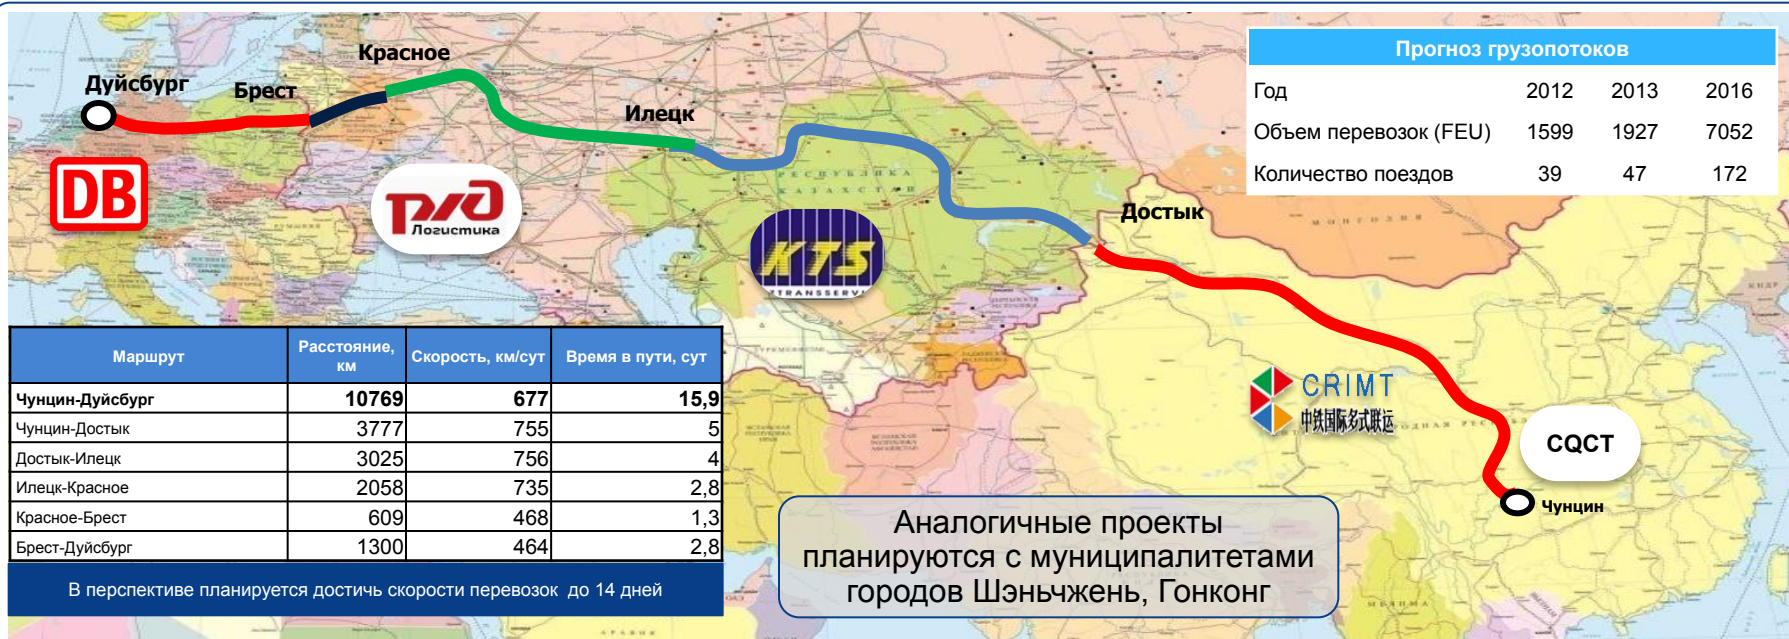 Красное
Дуйсбург
Брест
Илецк
Достык
Чунцин
DB
РЖД
Логистика
KTS
ZTRANSSERVI
РЕСПУБЛИКА
КАЗАХСТАН
МОНГОЛИЯ
CRIMT
中铁国际多式联运
CQCT
Прогноз грузопотоков
Год 2012 2013 2016
Объем перевозок (FEU) 1599 1927 7052
Количество поездов 39 47 172
Маршрут Расстояние, км Скорость, км/сут Время в пути, сут
Чунцин-Дуйсбург 10769 677 15,9
Чунцин-Достык 3777 755 5
Достык-Илецк 3025 756 4
Илецк-Красное 2058 735 2,8
Красное-Брест 609 468 1,3
Брест-Дуйсбург 1300 464 2,8
В перспективе планируется достичь скорости перевозок до 14 дней
Аналогичные проекты
планируются с муниципалитетами
городов Шэньчжень, Гонконг